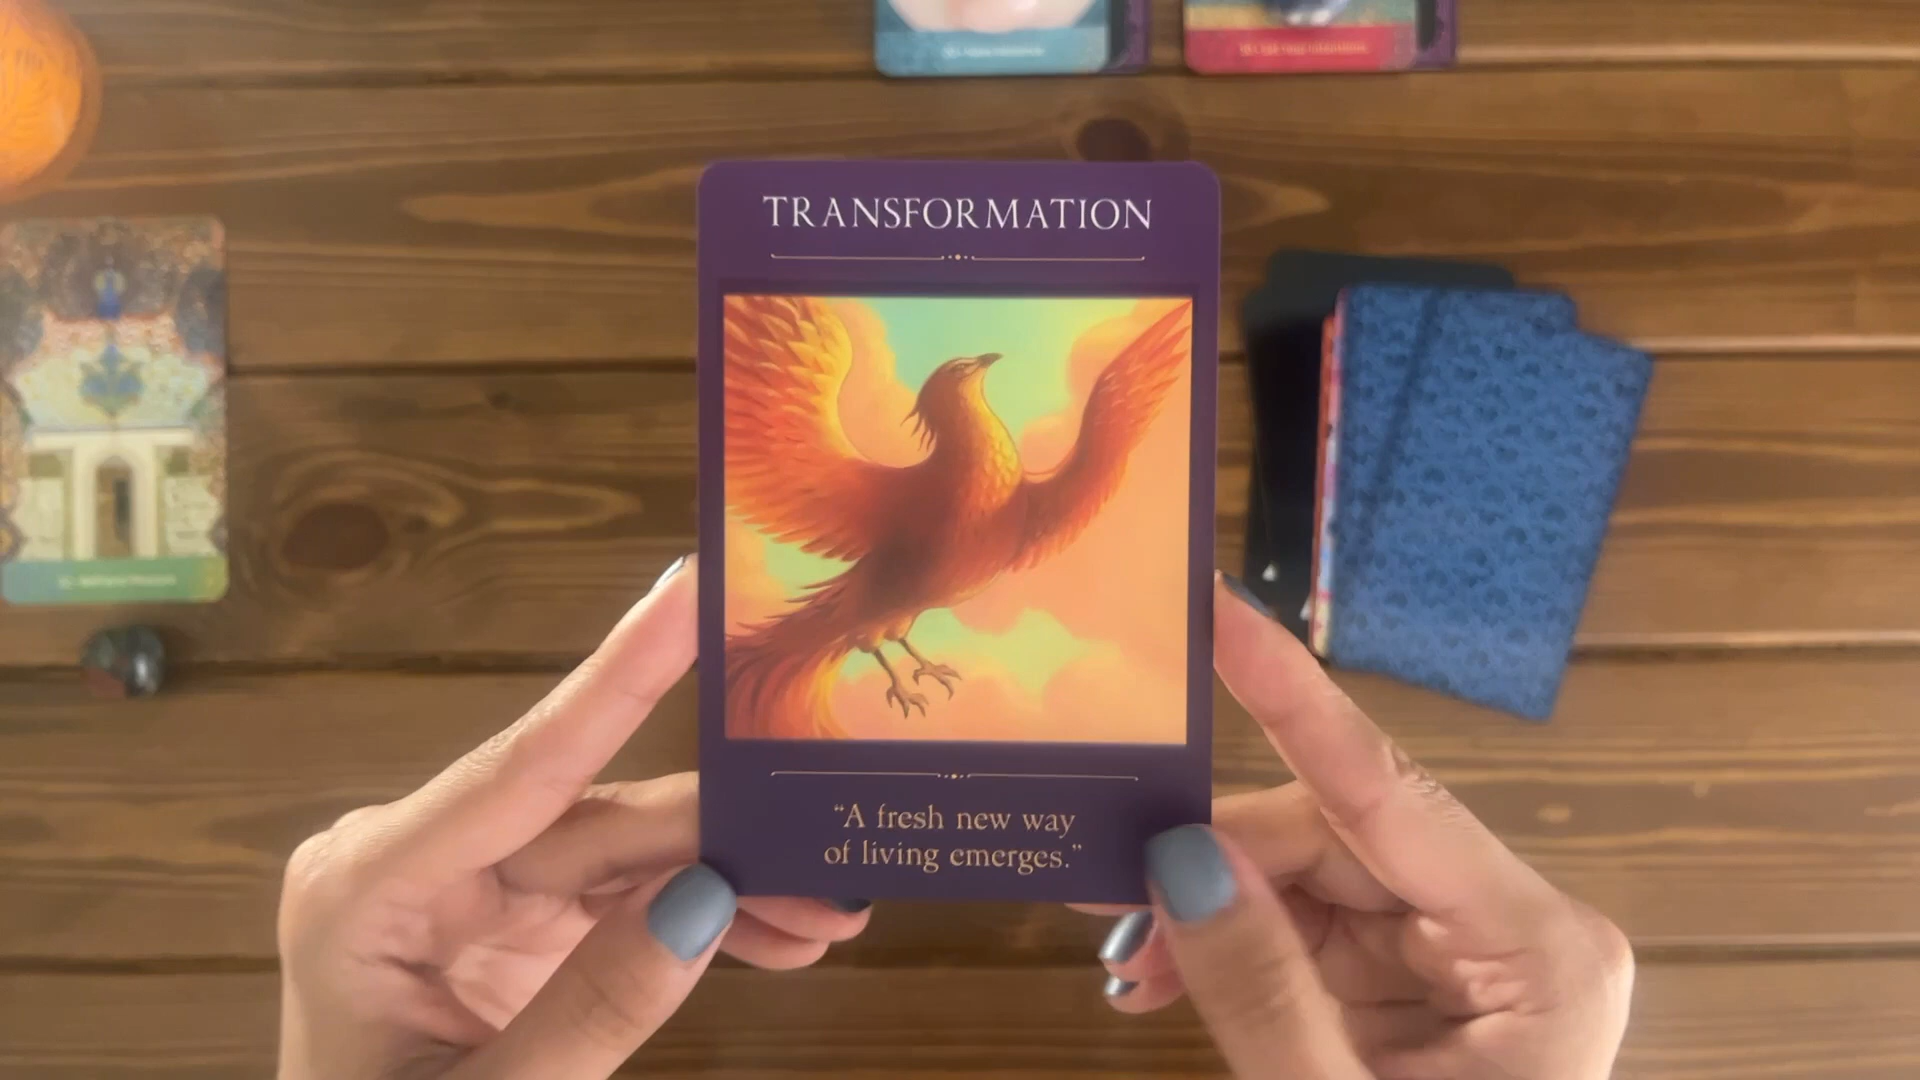 TRANSFORMATION
“A fresh new way
of living emerges.”